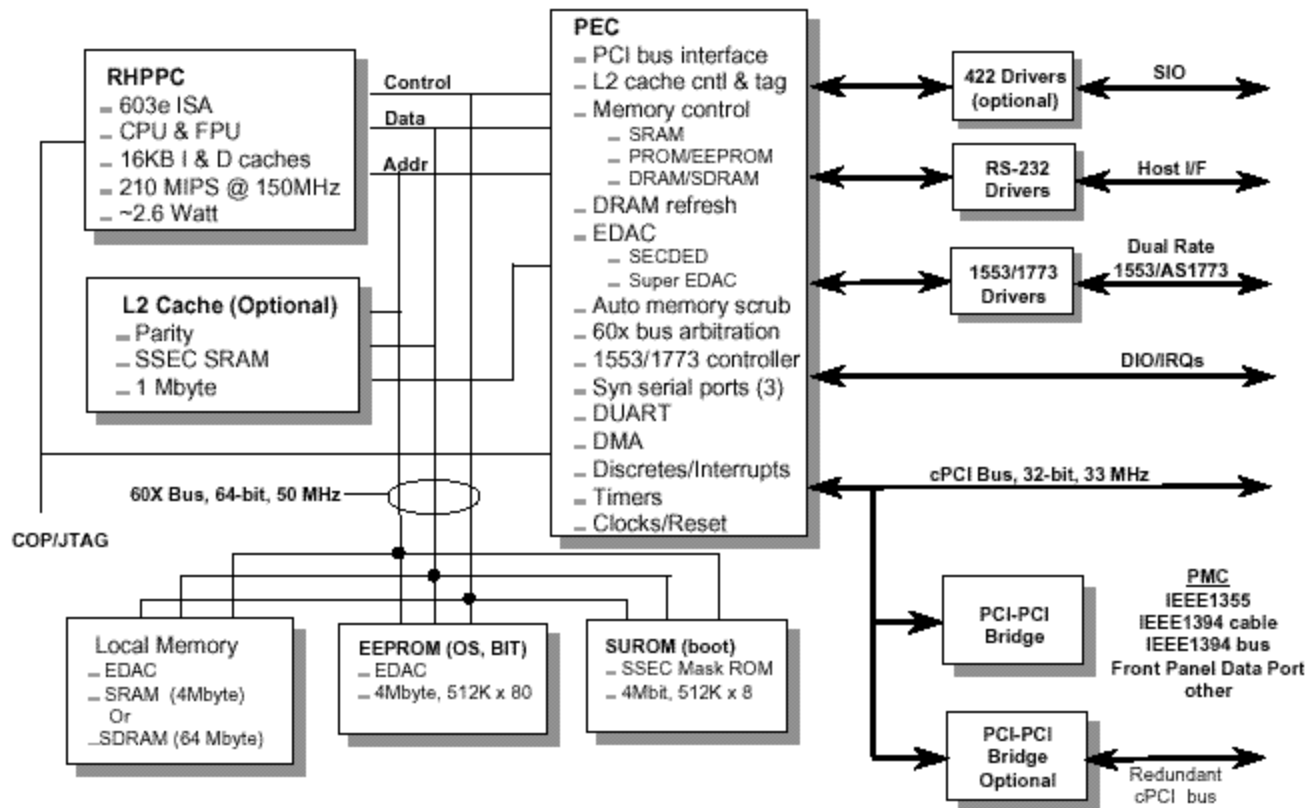 RHPPC
603e ISA
CPU & FPU
16KB I & D caches
210 MIPS @ 150MHz
~2.6 Watt
Control
Data
Addr
L2 Cache (Optional)
Parity
SSEC SRAM
1 Mbyte
60X Bus, 64-bit, 50 MHz
COP/JTAG
PEC
PCI bus interface
L2 cache cntl & tag
Memory control
SRAM
PROM/EEPROM
DRAM/SDRAM
DRAM refresh
EDAC
SECDED
Super EDAC
Auto memory scrub
60x bus arbitration
1553/1773 controller
Syn serial ports (3)
DUART
DMA
Discretes/Interrupts
Timers
Clocks/Reset
422 Drivers
(optional)
SIO
RS-232
Drivers
Host I/F
1553/1773
Drivers
Dual Rate
1553/AS1773
DIO/IRQs
cPCI Bus, 32-bit, 33 MHz
PCI-PCI
Bridge
PMC
IEEE1355
IEEE1394 cable
IEEE1394 bus
Front Panel Data Port
other
PCI-PCI
Bridge
Optional
Redundant
cPCI bus
Local Memory
EDAC
SRAM (4Mbyte)
Or
SDRAM (64 Mbyte)
EEPROM (OS, BIT)
EDAC
4Mbyte, 512K x 80
SUROM (boot)
SSEC Mask ROM
4Mbit, 512K x 8